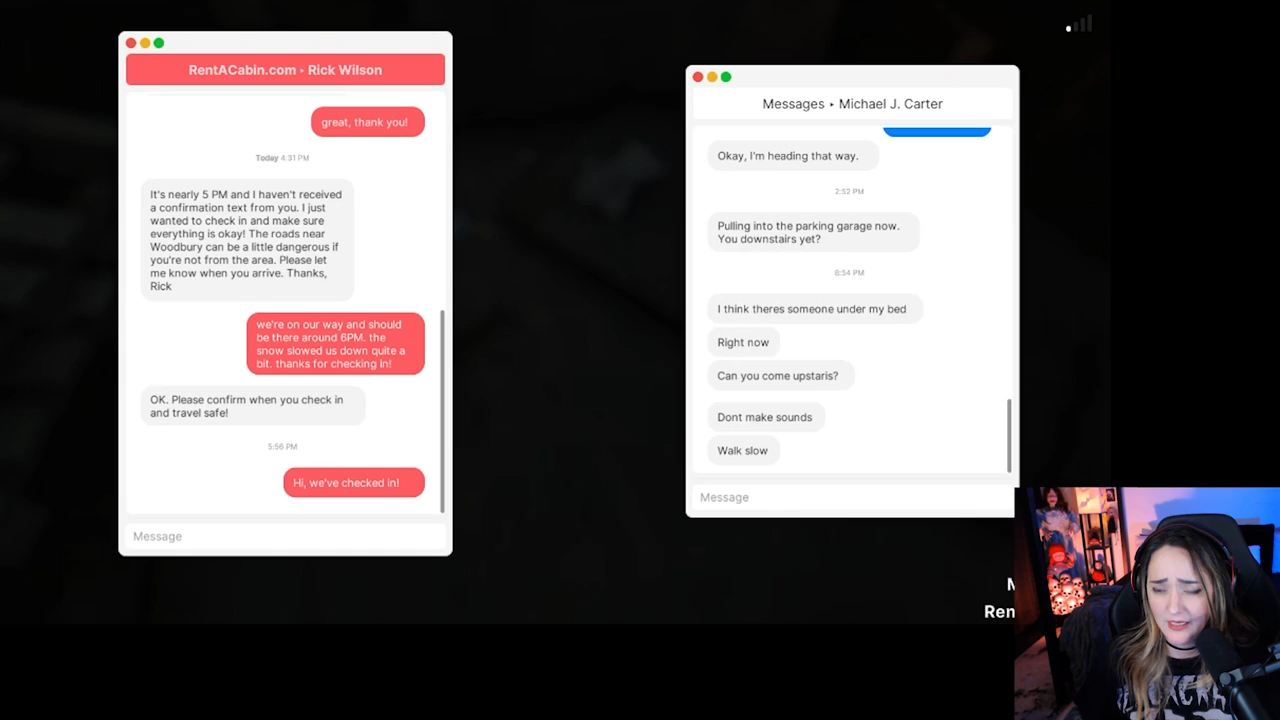 RentACabin.com ▸ Rick Wilson
great, thank you!
Today 4:31 PM
It's nearly 5 PM and I haven't received
a confirmation text from you. I just
wanted to check in and make sure
everything is okay! The roads near
Woodbury can be a little dangerous if
you're not from the area. Please let
me know when you arrive. Thanks,
Rick
we're on our way and should
be there around 6PM. the
snow slowed us down quite a
bit. thanks for checking in!
OK. Please confirm when you check in
and travel safe!
5:56 PM
Hi, we've checked in!
Message
Messages ▸ Michael J. Carter
Okay, I'm heading that way.
2:52 PM
Pulling into the parking garage now.
You downstairs yet?
8:54 PM
I think theres someone under my bed
Right now
Can you come upstaris?
Dont make sounds
Walk slow
Message
Ren